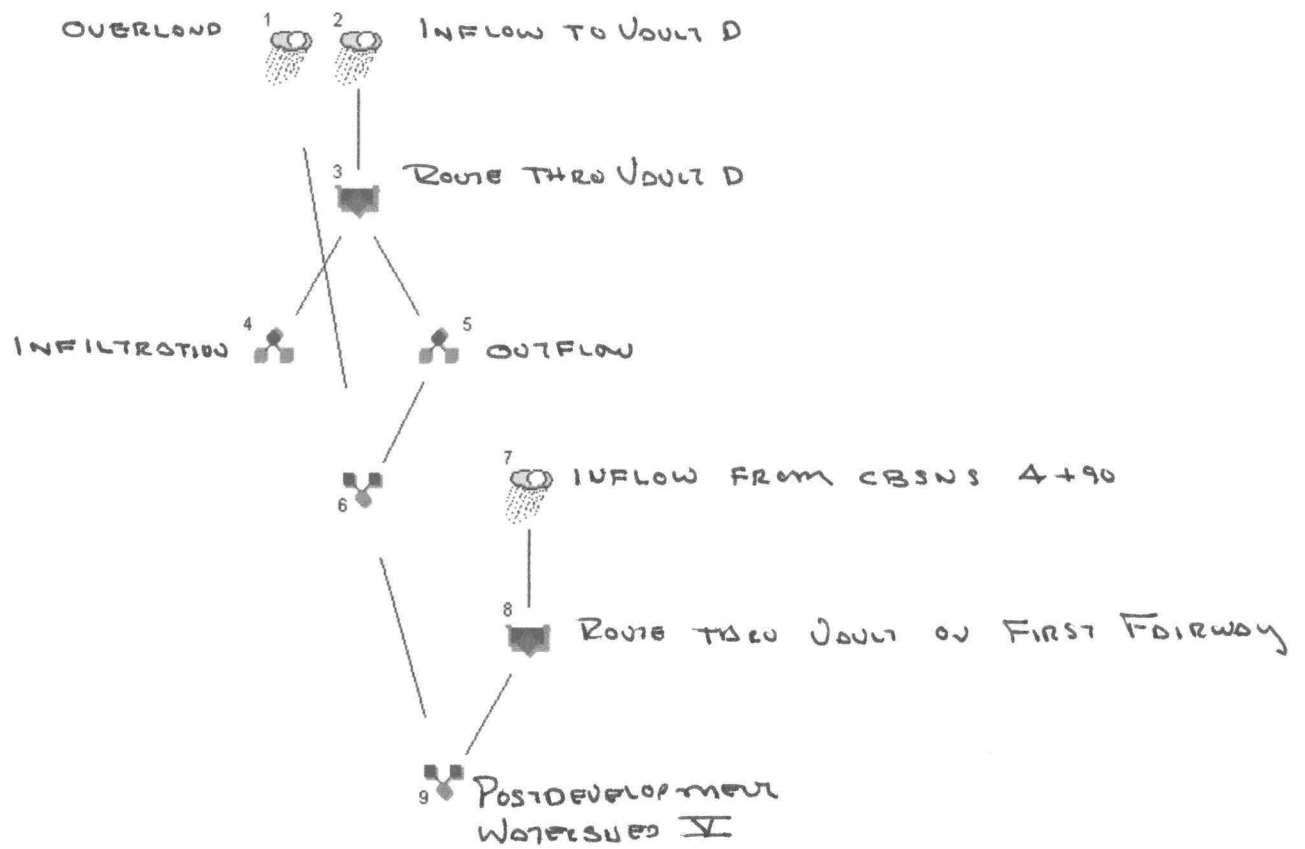 OVERLAND 1 2 INFLOW TO VAULT D
3 ROUTE THRU VAULT D
INFILTRATION 4 5 OUTFLOW
6
7 INFLOW FROM CBSNS 4+90
8 ROUTE THRU VAULT ON FIRST FAIRWAY
9 POSTDEVELOPMENT
WATERSHED V